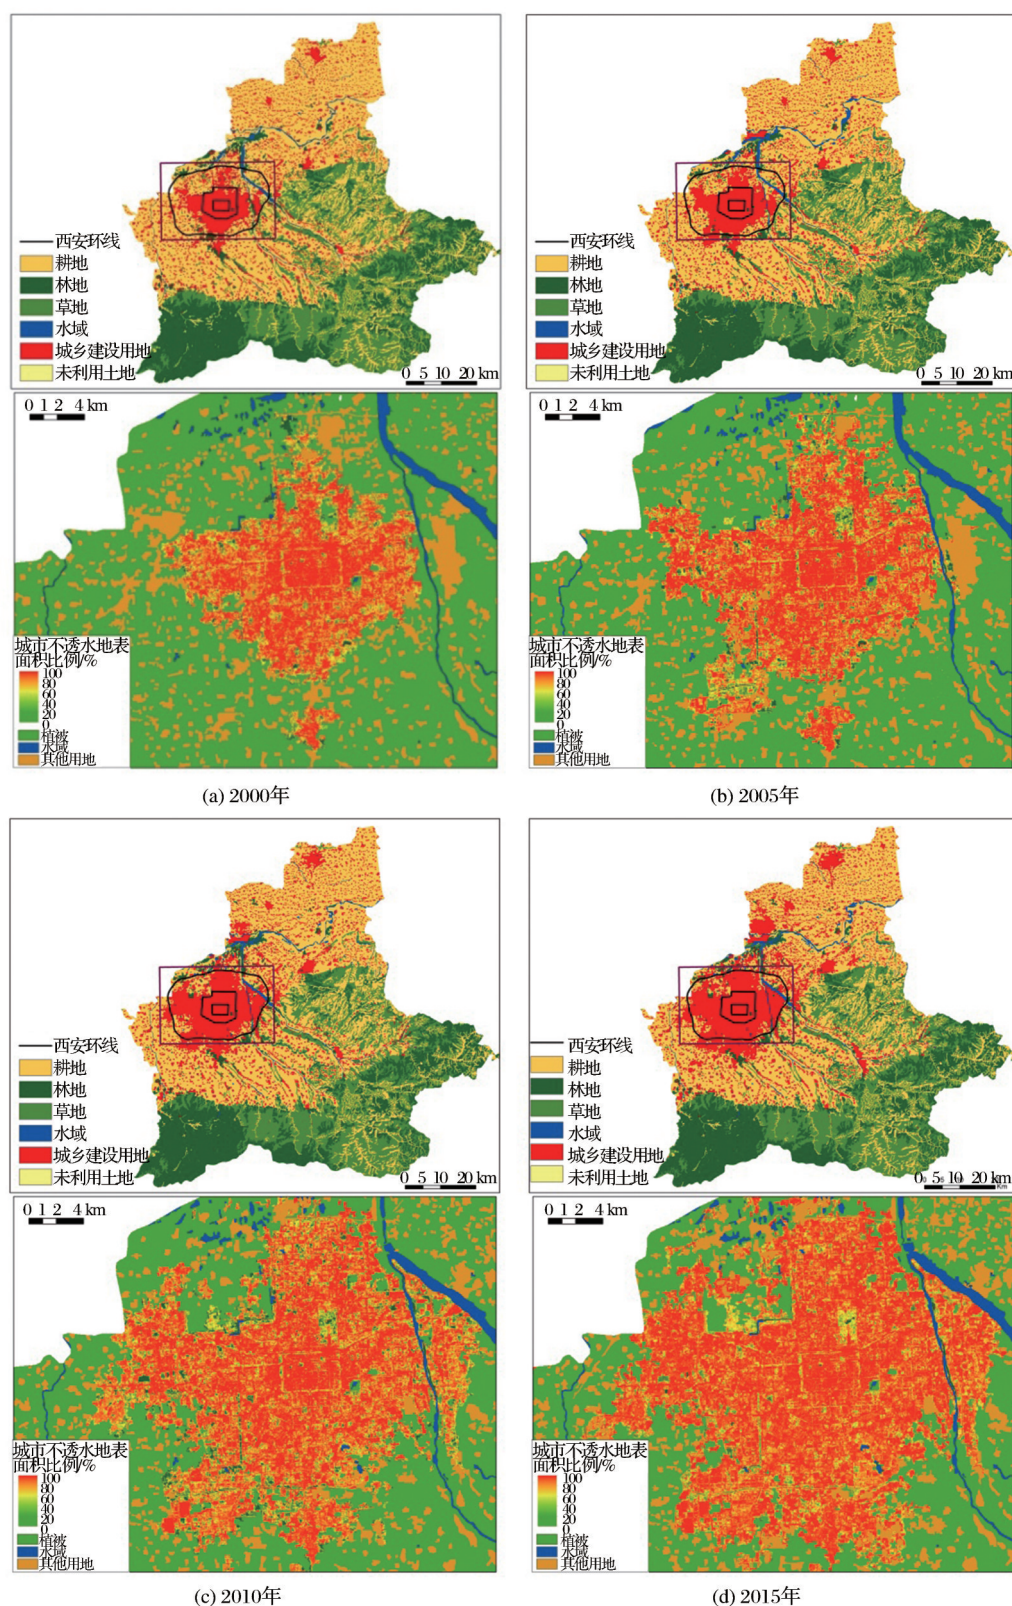 西安环线
耕地
林地
草地
水域
城乡建设用地
未利用土地
0 5 10 20 km
西安环线
耕地
林地
草地
水域
城乡建设用地
未利用土地
0 5 10 20 km
0 1 2 4 km
城市不透水地表
面积比例/%
100
80
60
40
20
0
植被
水域
其他用地
0 1 2 4 km
城市不透水地表
面积比例/%
100
80
60
40
20
0
植被
水域
其他用地
(a) 2000年
(b) 2005年
西安环线
耕地
林地
草地
水域
城乡建设用地
未利用土地
0 5 10 20 km
西安环线
耕地
林地
草地
水域
城乡建设用地
未利用土地
0 5 10 20 km
0 1 2 4 km
城市不透水地表
面积比例/%
100
80
60
40
20
0
植被
水域
其他用地
0 1 2 4 km
城市不透水地表
面积比例/%
100
80
60
40
20
0
植被
水域
其他用地
(c) 2010年
(d) 2015年